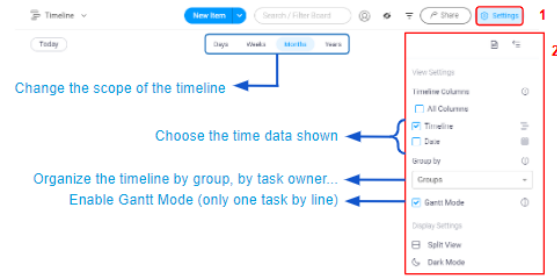 Timeline
New Item
Search / Filter Board
Share
Settings
1
Today
Days Weeks Months Years
2
View Settings
Change the scope of the timeline
Timeline Columns
All Columns
Choose the time data shown
Timeline
Date
Group by
Organize the timeline by group, by task owner...
Groups
Enable Gantt Mode (only one task by line)
Gantt Mode
Display Settings
Split View
Dark Mode